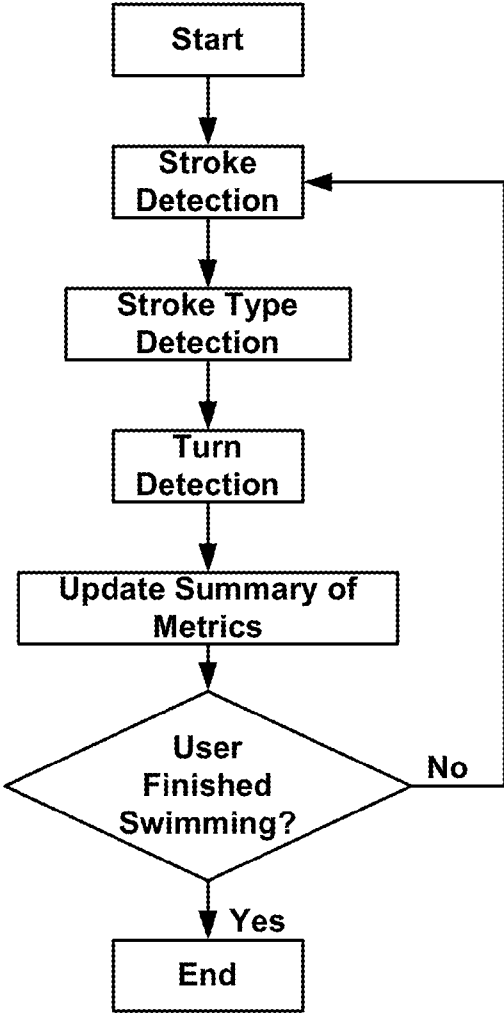 Start
Stroke
Detection
Stroke Type
Detection
Turn
Detection
Update Summary of
Metrics
User
Finished
Swimming?
No
Yes
End